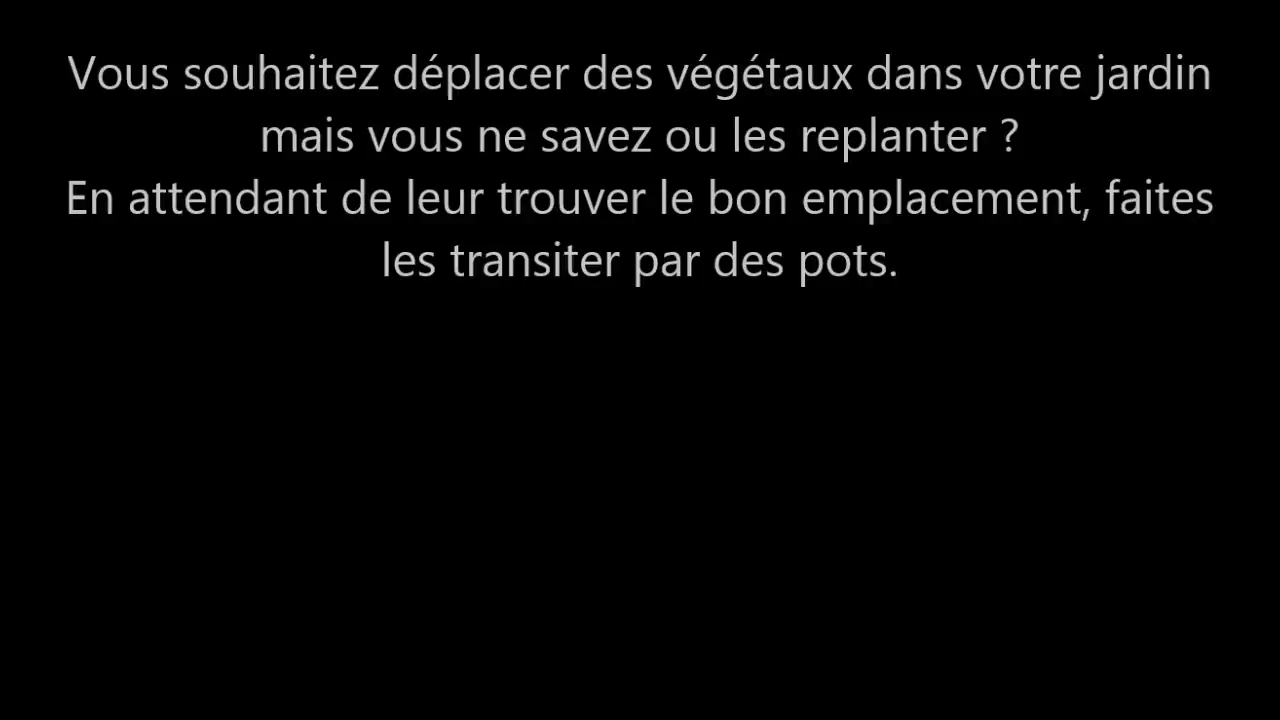 Vous souhaitez déplacer des végétaux dans votre jardin
mais vous ne savez ou les replanter ?
En attendant de leur trouver le bon emplacement, faites
les transiter par des pots.